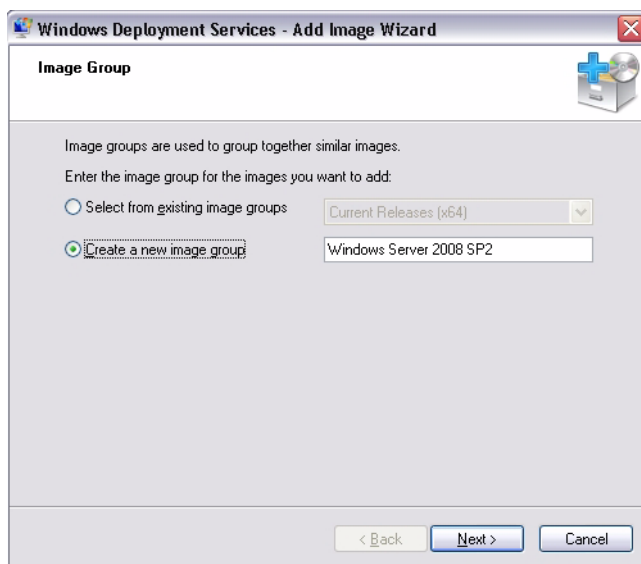 Windows Deployment Services - Add Image Wizard
Image Group
Image groups are used to group together similar images.
Enter the image group for the images you want to add:
Select from existing image groups
Current Releases (x64)
Create a new image group
Windows Server 2008 SP2
< Back
Next >
Cancel